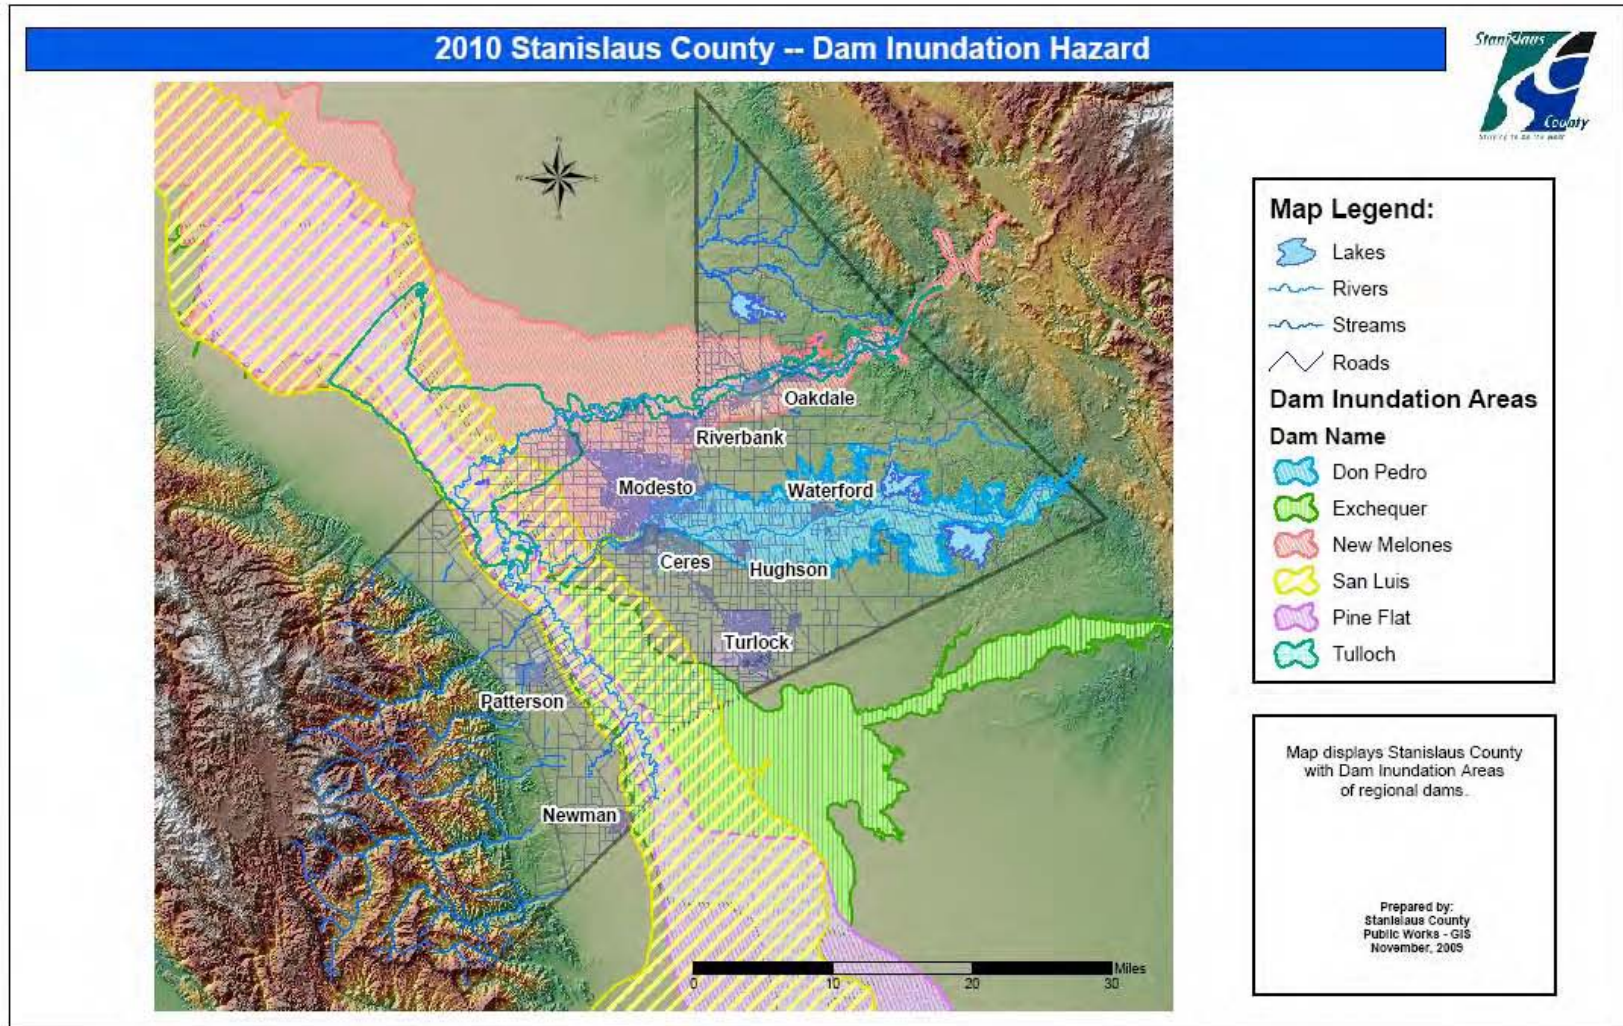 2010 Stanislaus County -- Dam Inundation Hazard
Stanislaus
County
N
W
E
S
Oakdale
Riverbank
Modesto
Waterford
Ceres
Hughson
Turlock
Patterson
Newman
Miles
0
10
20
30
Map Legend:
Lakes
Rivers
Streams
Roads
Dam Inundation Areas
Dam Name
Don Pedro
Exchequer
New Melones
San Luis
Pine Flat
Tulloch
Map displays Stanislaus County
with Dam Inundation Areas
of regional dams.
Prepared by:
Stanislaus County
Public Works - GIS
November, 2009